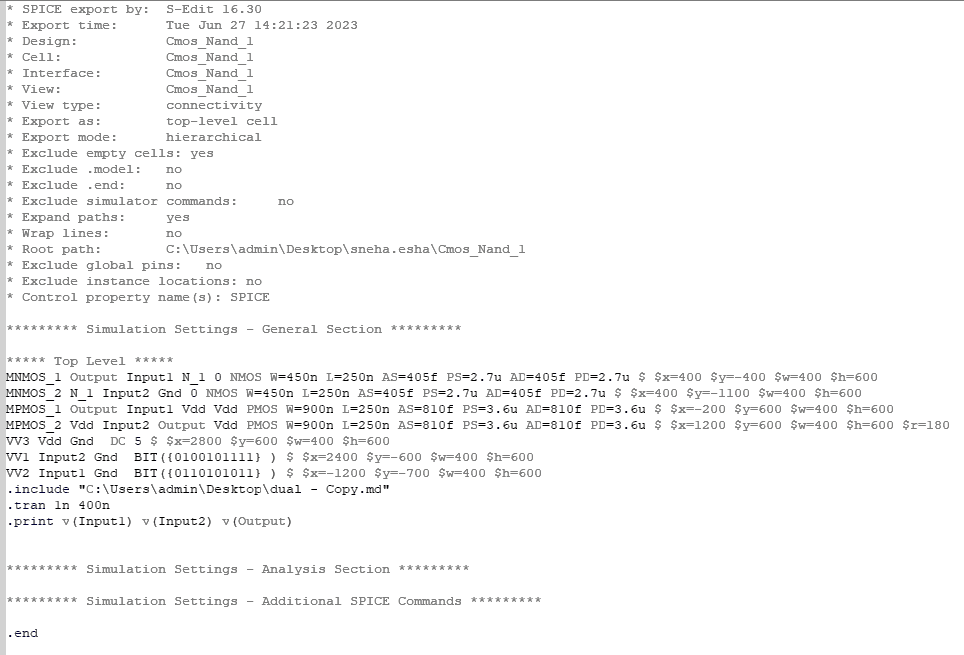 * SPICE export by:  S-Edit 16.30
* Export time:      Tue Jun 27 14:21:23 2023
* Design:           Cmos_Nand_1
* Cell:             Cmos_Nand_1
* Interface:        Cmos_Nand_1
* View:             Cmos_Nand_1
* View type:        connectivity
* Export as:        top-level cell
* Export mode:      hierarchical
* Exclude empty cells: yes
* Exclude .model:   no
* Exclude .end:     no
* Exclude simulator commands:     no
* Expand paths:     yes
* Wrap lines:       no
* Root path:        C:\Users\admin\Desktop\sneha.esha\Cmos_Nand_1
* Exclude global pins:   no
* Exclude instance locations: no
* Control property name(s): SPICE
********* Simulation Settings - General Section *********
***** Top Level *****
MNMOS_1 Output Input1 N_1 0 NMOS W=450n L=250n AS=405f PS=2.7u AD=405f PD=2.7u $ $x=400 $y=-400 $w=400 $h=600
MNMOS_2 N_1 Input2 Gnd 0 NMOS W=450n L=250n AS=405f PS=2.7u AD=405f PD=2.7u $ $x=400 $y=-1100 $w=400 $h=600
MPMOS_1 Output Input1 Vdd Vdd PMOS W=900n L=250n AS=810f PS=3.6u AD=810f PD=3.6u $ $x=-200 $y=600 $w=400 $h=600
MPMOS_2 Vdd Input2 Output Vdd PMOS W=900n L=250n AS=810f PS=3.6u AD=810f PD=3.6u $ $x=1200 $y=600 $w=400 $h=600 $r=180
VV3 Vdd Gnd  DC 5 $ $x=2800 $y=600 $w=400 $h=600
VV1 Input2 Gnd  BIT({0100101111} ) $ $x=2400 $y=-600 $w=400 $h=600
VV2 Input1 Gnd  BIT({0110101011} ) $ $x=-1200 $y=-700 $w=400 $h=600
.include "C:\Users\admin\Desktop\dual - Copy.md"
.tran 1n 400n
.print v(Input1) v(Input2) v(Output)
********* Simulation Settings - Analysis Section *********
********* Simulation Settings - Additional SPICE Commands *********
.end